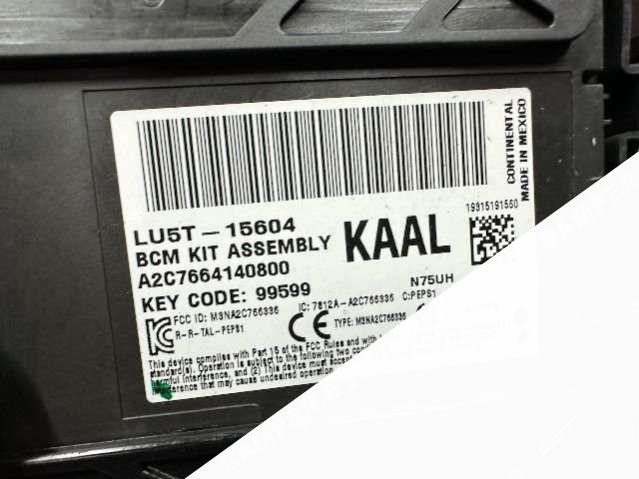 CONTINENTAL
MADE IN MEXICO
LU5T-15604
BCM KIT ASSEMBLY
KAAL
19315191560
A2C7664140800
KEY CODE: 99599
N75UH
FCC ID: M3NA2C766336
IC: 7812A-A2C766336
C:PEPS1
R-R-TAL-PEPS1
CE
TYPE: M3NA2C766336
This device complies with Part 15 of the FCC Rules and with
standard(s). Operation is subject to the following two
harmful interference, and (2) This device must accept
interference that may cause undesired operation